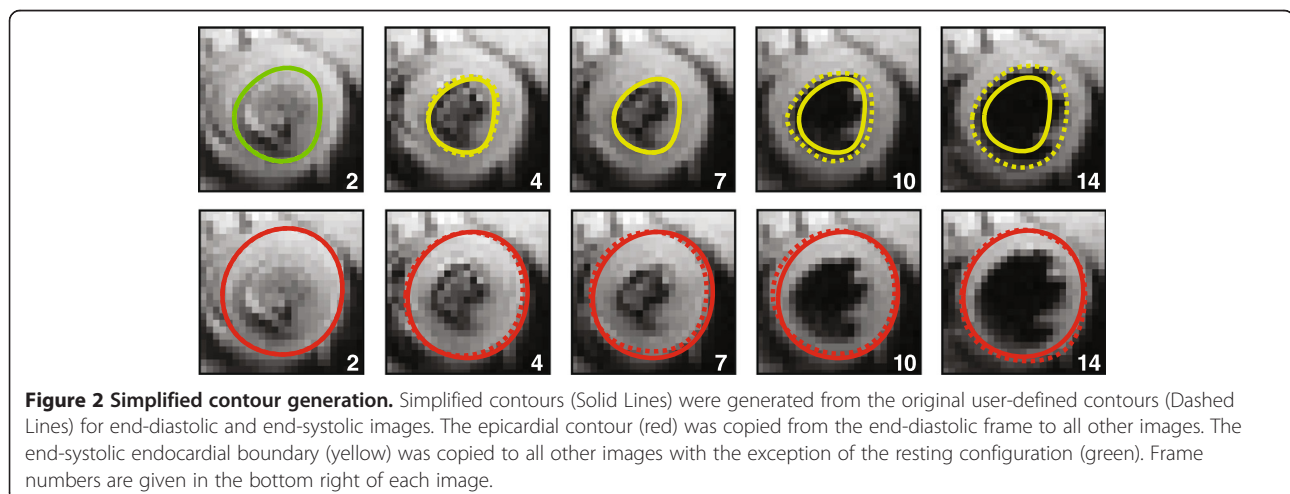 2
4
7
10
14
2
4
7
10
14
Figure 2 Simplified contour generation. Simplified contours (Solid Lines) were generated from the original user-defined contours (Dashed
Lines) for end-diastolic and end-systolic images. The epicardial contour (red) was copied from the end-diastolic frame to all other images. The
end-systolic endocardial boundary (yellow) was copied to all other images with the exception of the resting configuration (green). Frame
numbers are given in the bottom right of each image.